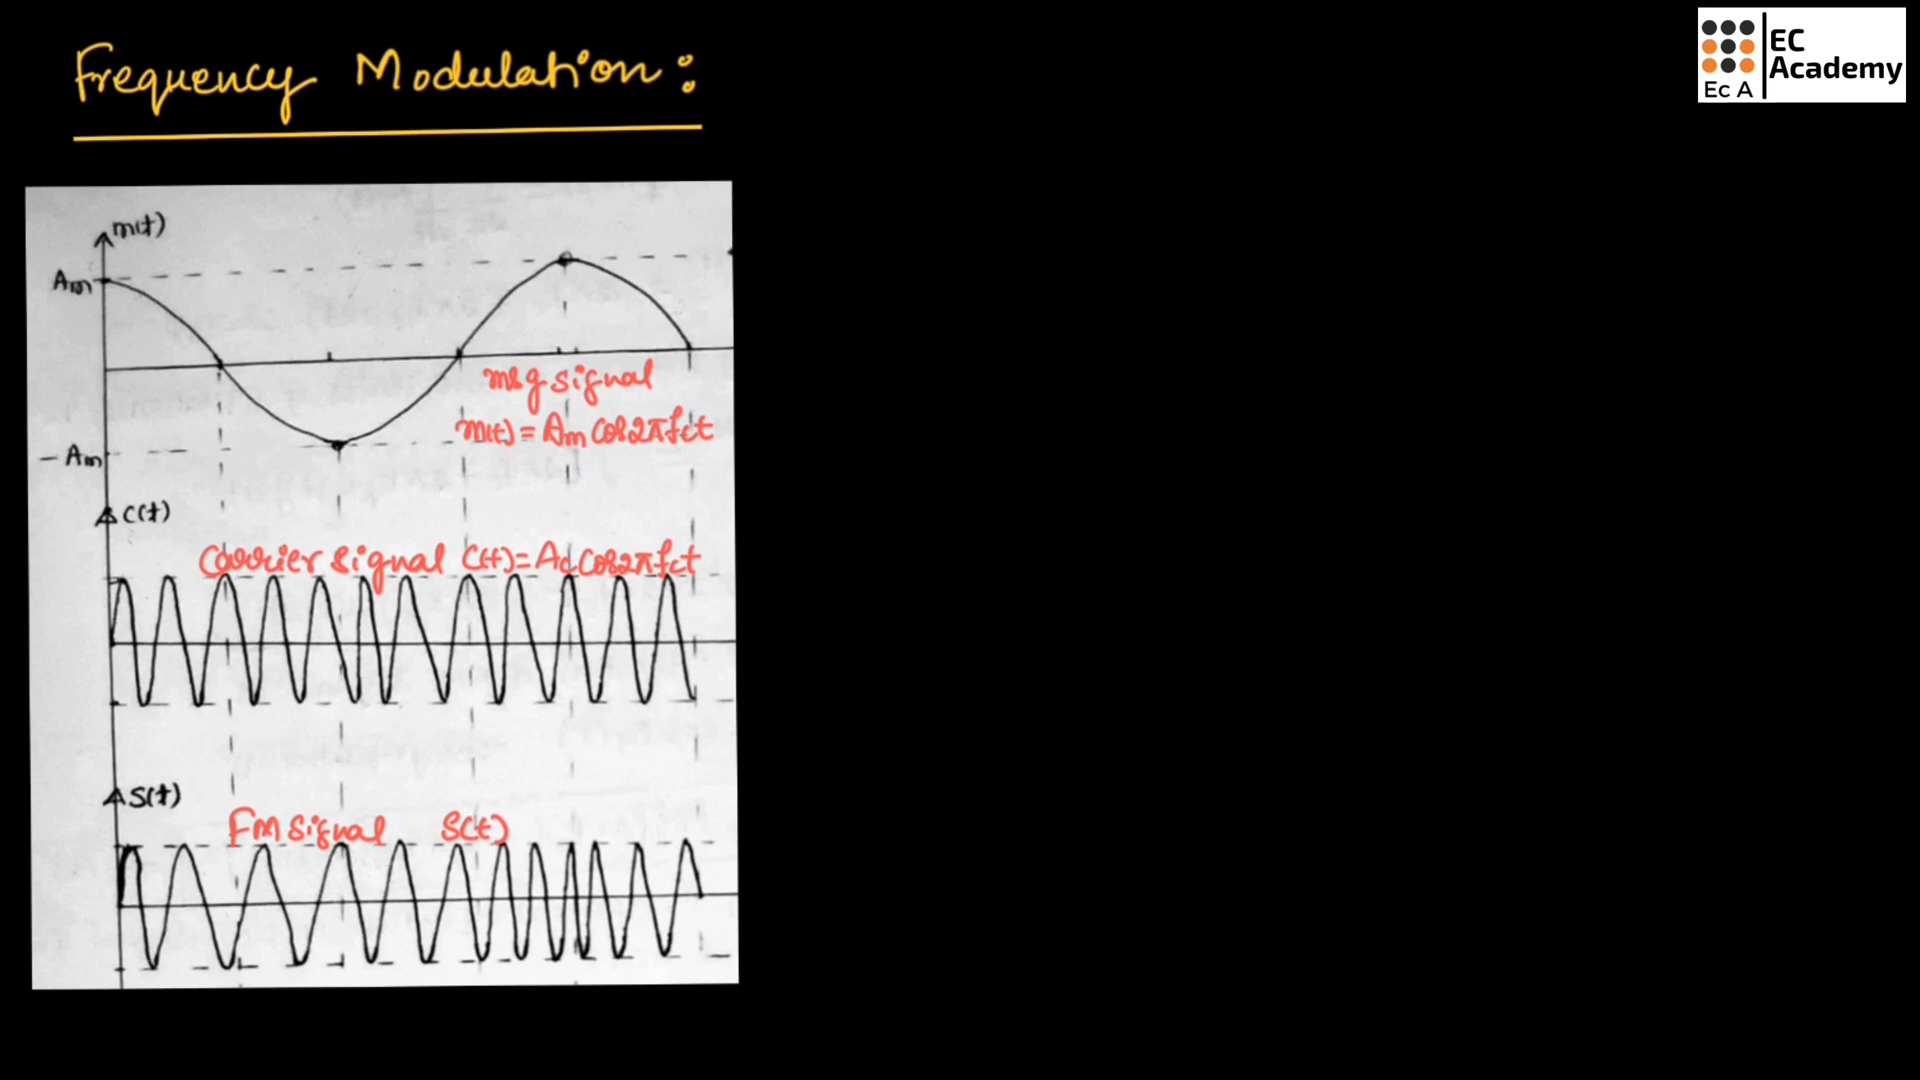 Frequency Modulation :
EC
Academy
Ec A
m(t)
Am
msg signal
m(t) = Am Cos2πfct
- Am
C(t)
Carrier signal C(t)= Ac Cos2πfct
S(t)
FM Signal S(t)